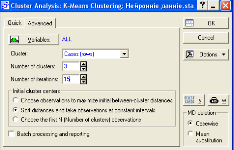 Cluster Analysis: K-Means Clustering: Нейронніе_ранніе.sta
Quick
Advanced
OK
Variables:
ALL
Cancel
Cluster:
Cases (rows)
Options
Number of clusters:
3
Number of iterations:
15
Initial cluster centers
Choose observations to maximize initial between-cluster distances
Sort distances and take observations at constant intervals
Choose the first N (Number of clusters) observations
MD deletion
Casewise
Mean
substitution
Batch processing and reporting